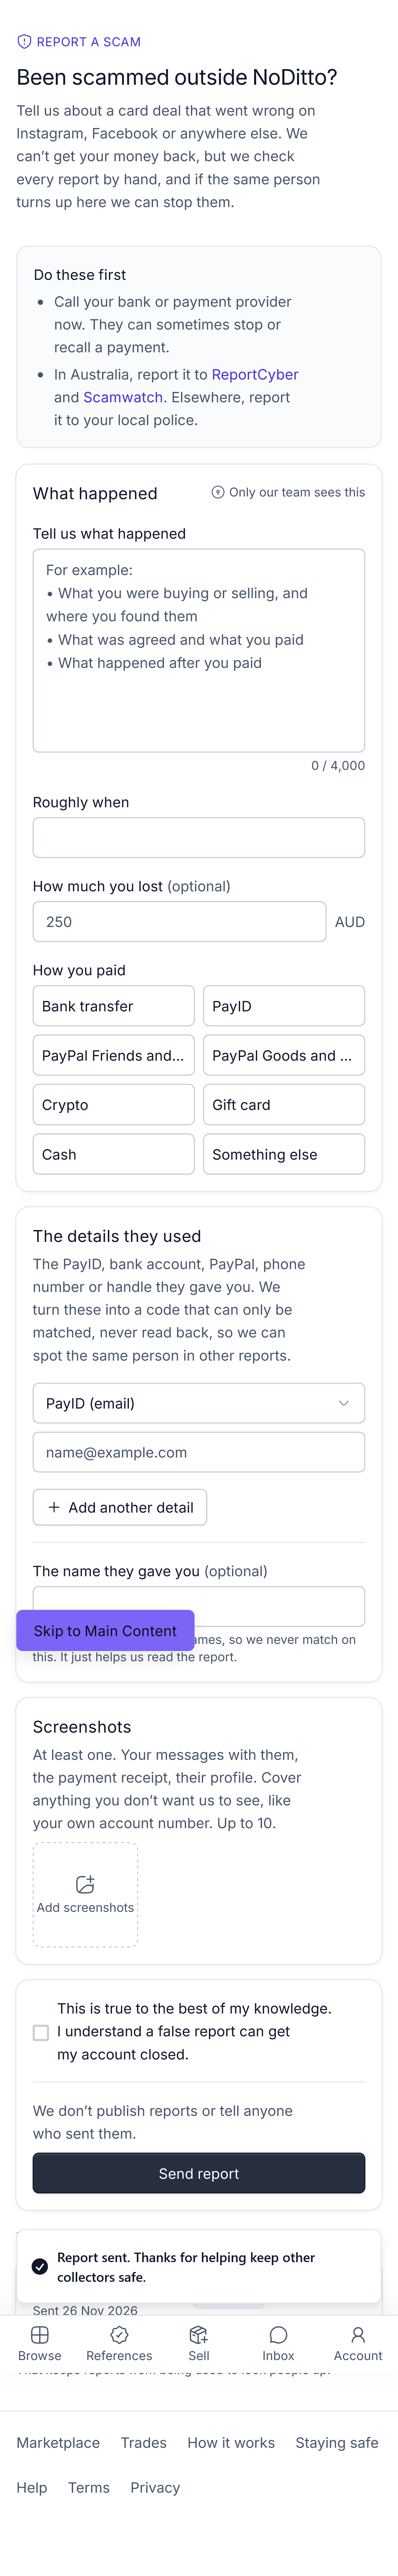 REPORT A SCAM
Been scammed outside NoDitto?
Tell us about a card deal that went wrong on
Instagram, Facebook or anywhere else. We
can’t get your money back, but we check
every report by hand, and if the same person
turns up here we can stop them.
Do these first
• Call your bank or payment provider
now. They can sometimes stop or
recall a payment.
• In Australia, report it to ReportCyber
and Scamwatch. Elsewhere, report
it to your local police.
What happened
Only our team sees this
Tell us what happened
For example:
• What you were buying or selling, and
where you found them
• What was agreed and what you paid
• What happened after you paid
0 / 4,000
Roughly when
How much you lost (optional)
250
AUD
How you paid
Bank transfer
PayID
PayPal Friends and...
PayPal Goods and ...
Crypto
Gift card
Cash
Something else
The details they used
The PayID, bank account, PayPal, phone
number or handle they gave you. We
turn these into a code that can only be
matched, never read back, so we can
spot the same person in other reports.
PayID (email)
name@example.com
Add another detail
The name they gave you (optional)
Skip to Main Content
so we never match on
this. It just helps us read the report.
Screenshots
At least one. Your messages with them,
the payment receipt, their profile. Cover
anything you don’t want us to see, like
your own account number. Up to 10.
Add screenshots
This is true to the best of my knowledge.
I understand a false report can get
my account closed.
We don’t publish reports or tell anyone
who sent them.
Send report
Report sent. Thanks for helping keep other
collectors safe.
Sent 26 Nov 2026
Browse
References
Sell
Inbox
Account
Marketplace
Trades
How it works
Staying safe
Help
Terms
Privacy